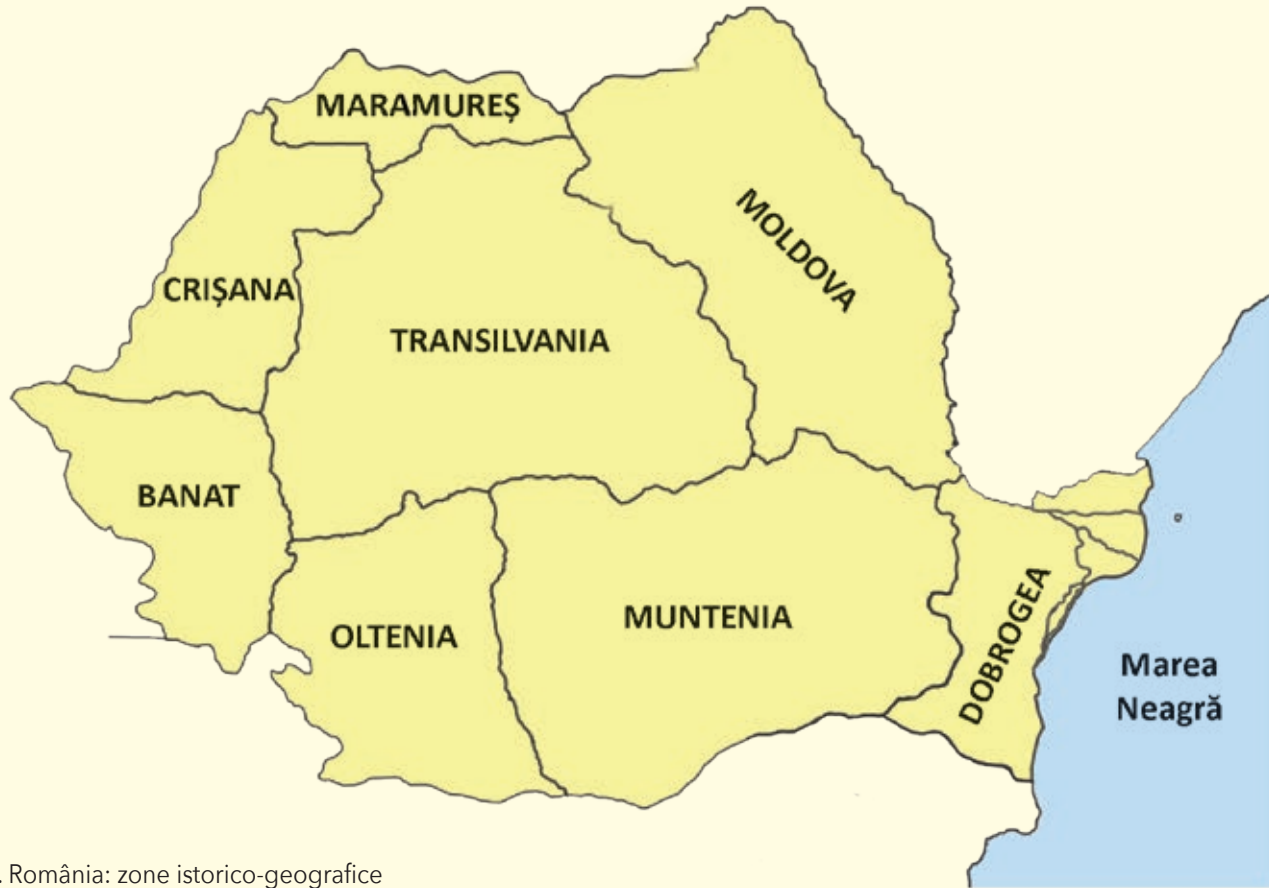 MARAMUREȘ
MOLDOVA
CRIȘANA
TRANSILVANIA
BANAT
OLTENIA
MUNTENIA
DOBROGEA
Marea
Neagră
. România: zone istorico-geografice